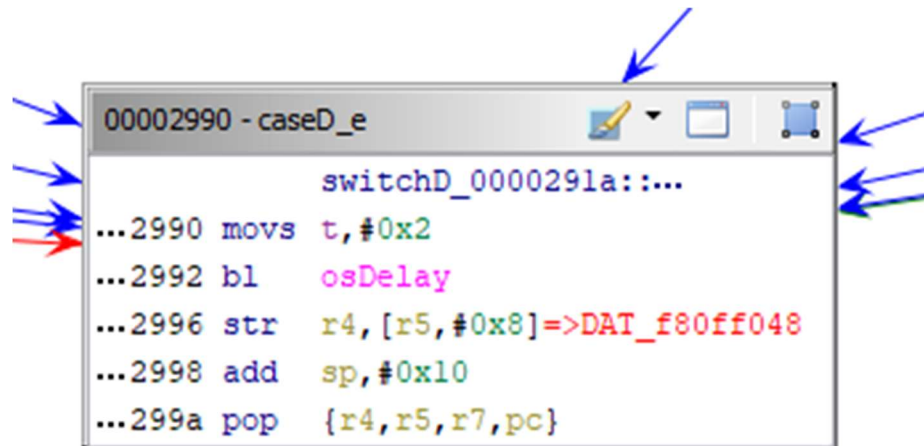 00002990 - caseD_e
switchD_0000291a::...
...2990 movs t,#0x2
...2992 bl osDelay
...2996 str r4,[r5,#0x8]=>DAT_f80ff048
...2998 add sp,#0x10
...299a pop {r4,r5,r7,pc}